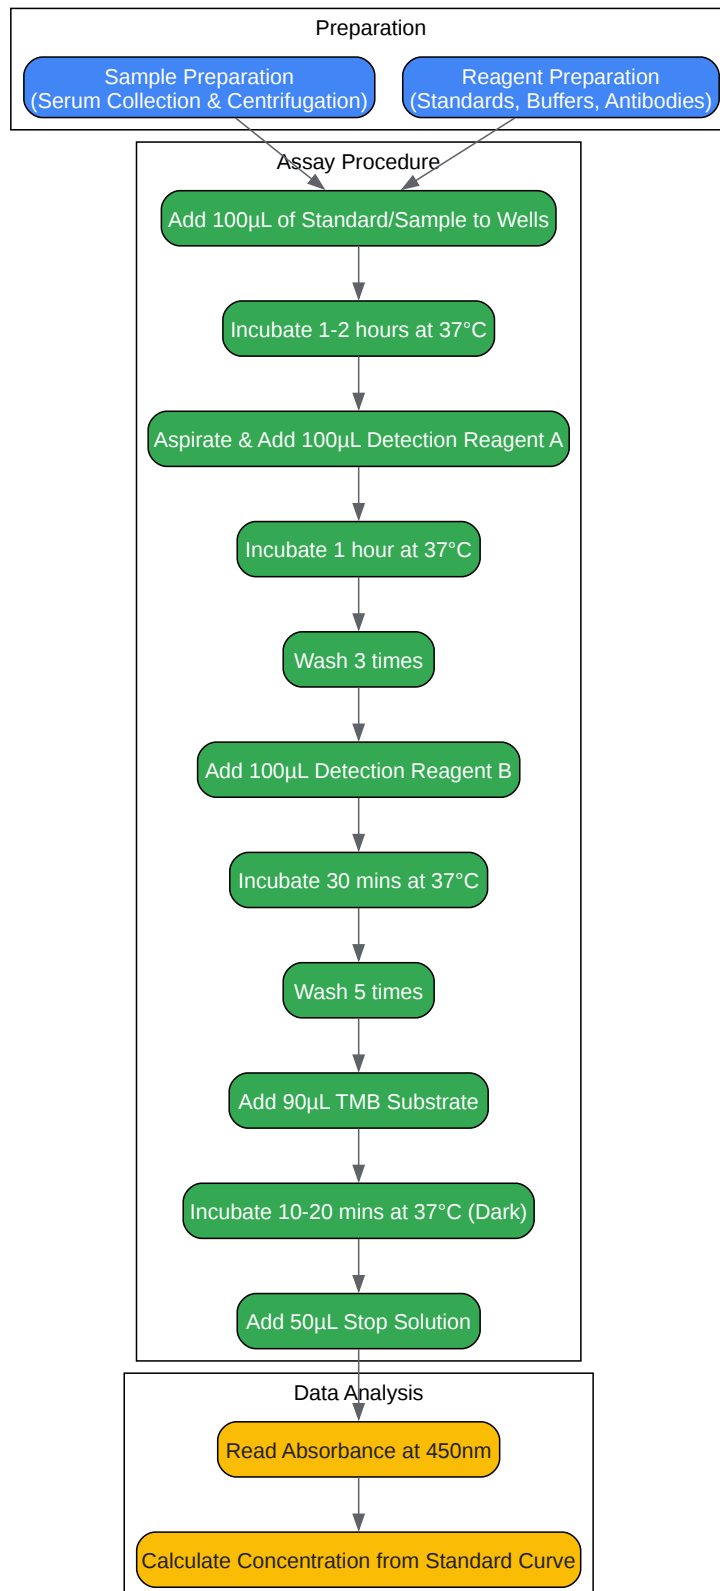 Preparation
Sample Preparation
(Serum Collection & Centrifugation)
Reagent Preparation
(Standards, Buffers, Antibodies)
Assay Procedure
Add 100µL of Standard/Sample to Wells
Incubate 1-2 hours at 37°C
Aspirate & Add 100µL Detection Reagent A
Incubate 1 hour at 37°C
Wash 3 times
Add 100µL Detection Reagent B
Incubate 30 mins at 37°C
Wash 5 times
Add 90µL TMB Substrate
Incubate 10-20 mins at 37°C (Dark)
Add 50µL Stop Solution
Data Analysis
Read Absorbance at 450nm
Calculate Concentration from Standard Curve